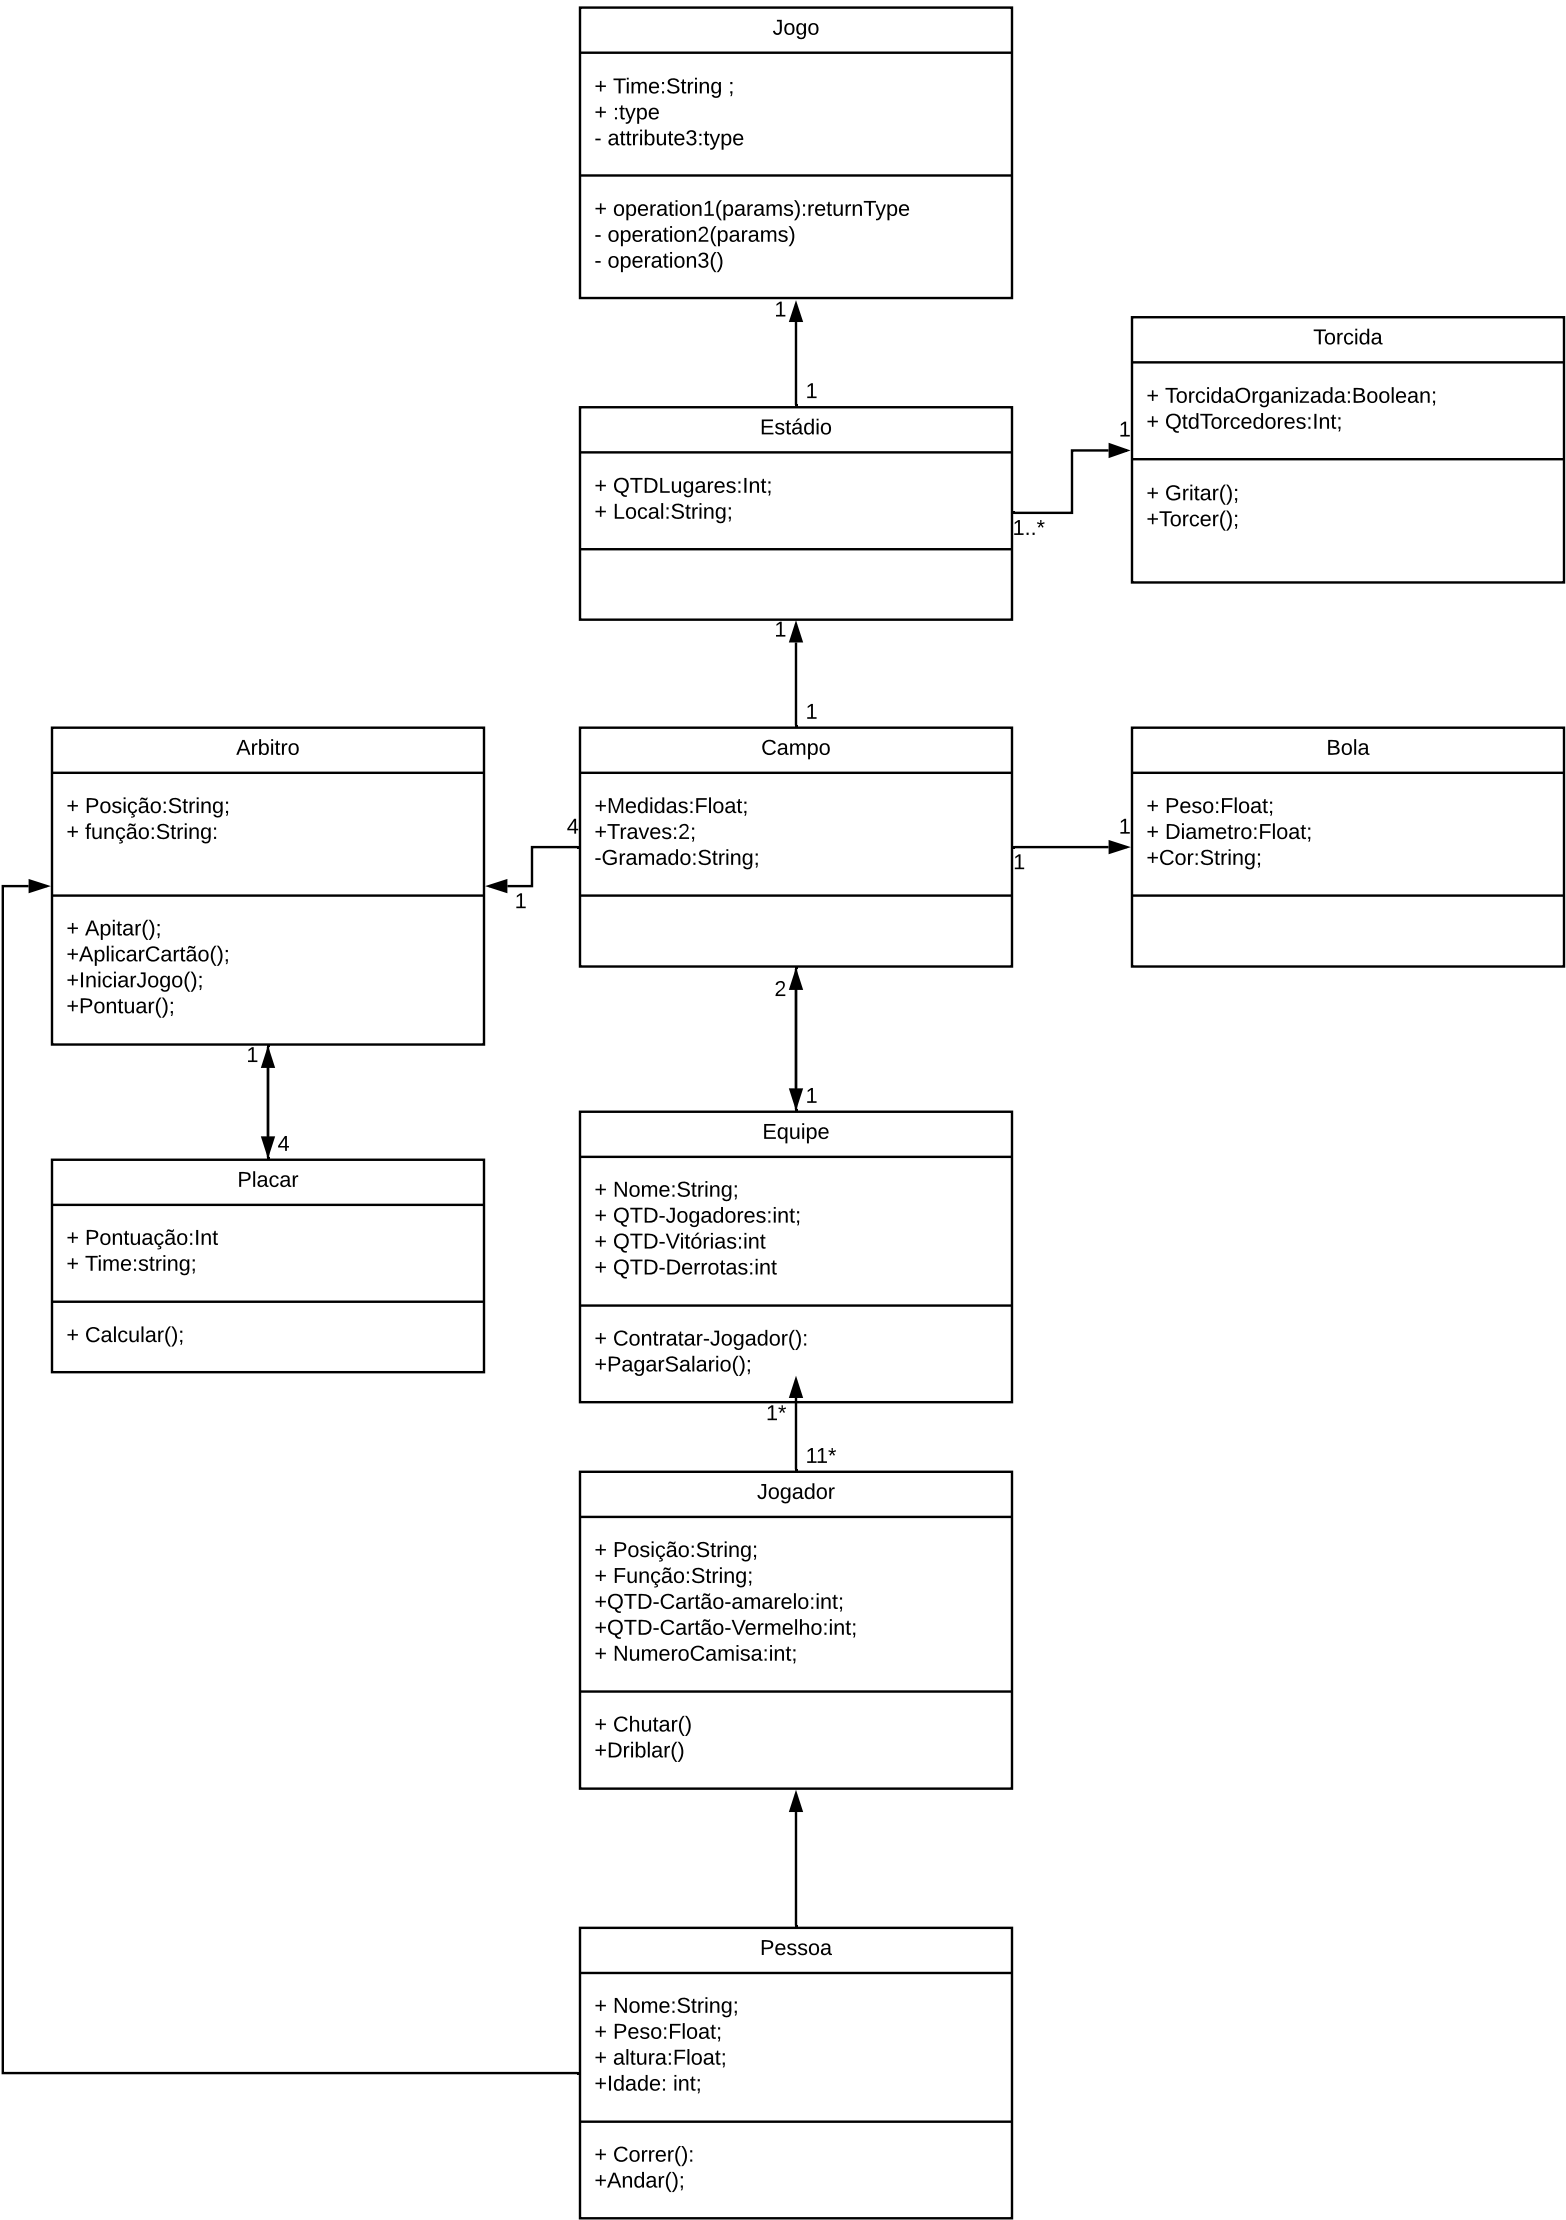 Jogo
+ Time:String ;
+ :type
- attribute3:type
+ operation1(params):returnType
- operation2(params)
- operation3()
1
1
Torcida
+ TorcidaOrganizada:Boolean;
+ QtdTorcedores:Int;
+ Gritar();
+Torcer();
1
1..*
Estádio
+ QTDLugares:Int;
+ Local:String;
1
1
Arbitro
+ Posição:String;
+ função:String:
+ Apitar();
+AplicarCartão();
+IniciarJogo();
+Pontuar();
4
1
Campo
+Medidas:Float;
+Traves:2;
-Gramado:String;
1
1
Bola
+ Peso:Float;
+ Diametro:Float;
+Cor:String;
2
1
1
4
Placar
+ Pontuação:Int
+ Time:string;
+ Calcular();
Equipe
+ Nome:String;
+ QTD-Jogadores:int;
+ QTD-Vitórias:int
+ QTD-Derrotas:int
+ Contratar-Jogador():
+PagarSalario();
1*
11*
Jogador
+ Posição:String;
+ Função:String;
+QTD-Cartão-amarelo:int;
+QTD-Cartão-Vermelho:int;
+ NumeroCamisa:int;
+ Chutar()
+Driblar()
Pessoa
+ Nome:String;
+ Peso:Float;
+ altura:Float;
+Idade: int;
+ Correr():
+Andar();